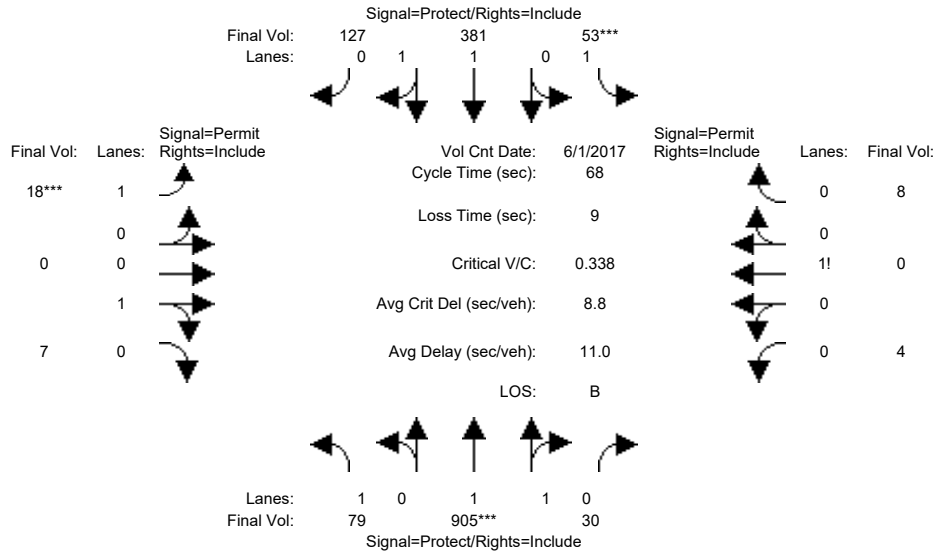 Signal=Protect/Rights=Include
Final Vol: 127 381 53***
Lanes: 0 1 1 0 1
Signal=Permit Signal=Permit
Final Vol: Lanes: Rights=Include Vol Cnt Date: 6/1/2017 Rights=Include Lanes: Final Vol:
Cycle Time (sec): 68
18*** 1 0 8
Loss Time (sec): 9
0 0
0 0 Critical V/C: 0.338 1! 0
1 Avg Crit Del (sec/veh): 8.8 0
7 0 Avg Delay (sec/veh): 11.0 0 4
LOS: B
Lanes: 1 0 1 1 0
Final Vol: 79 905*** 30
Signal=Protect/Rights=Include